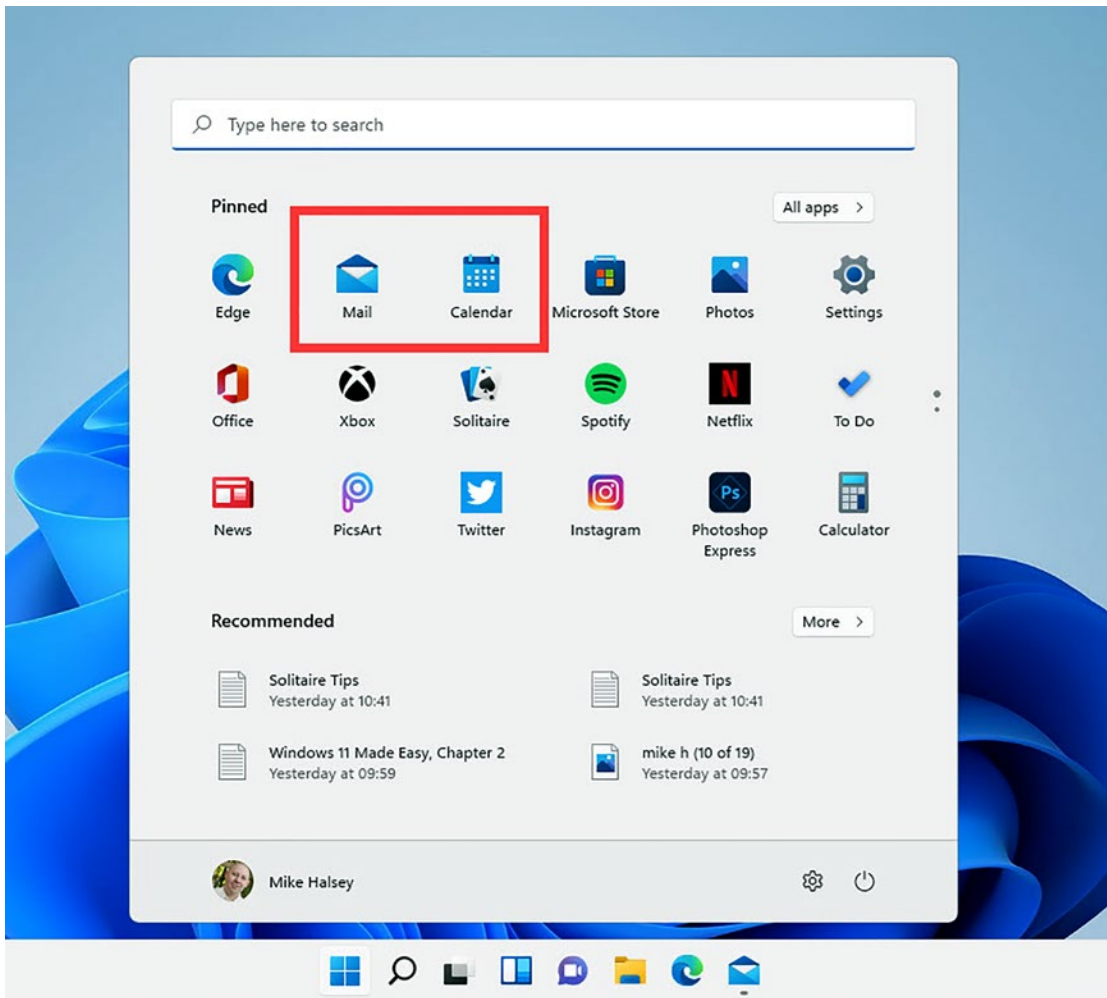 Type here to search
Pinned
All apps >
Edge
Mail
Calendar
Microsoft Store
Photos
Settings
Office
Xbox
Solitaire
Spotify
Netflix
To Do
News
PicsArt
Twitter
Instagram
Ps
Photoshop
Express
Calculator
Recommended
More >
Solitaire Tips
Yesterday at 10:41
Solitaire Tips
Yesterday at 10:41
Windows 11 Made Easy, Chapter 2
Yesterday at 09:59
mike h (10 of 19)
Yesterday at 09:57
Mike Halsey